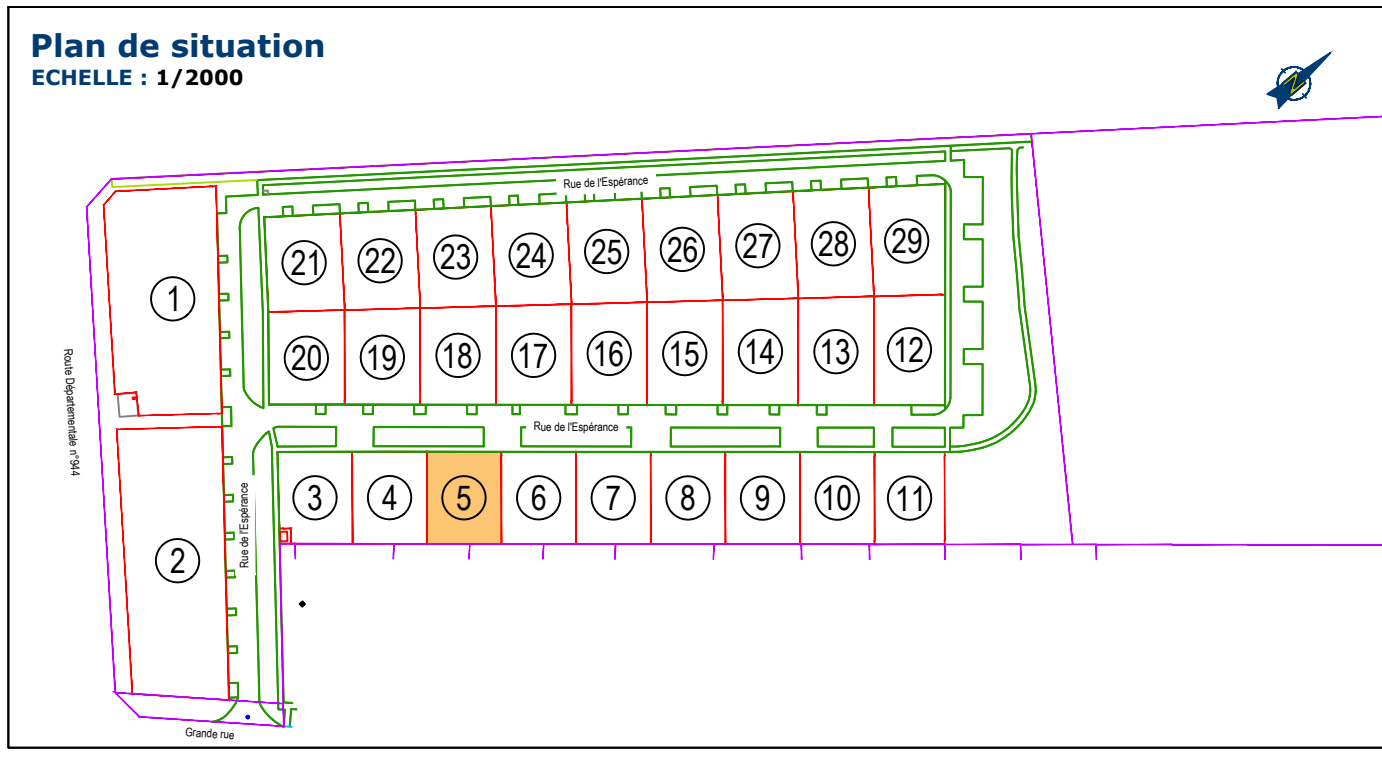 Plan de situation
ECHELLE : 1/2000
N
Rue de l'Espérance
21 22 23 24 25 26 27 28 29
1
20 19 18 17 16 15 14 13 12
Route Départementale n°944
Rue de l'Espérance
3 4 5 6 7 8 9 10 11
Rue de l'Espérance
2
Grande rue